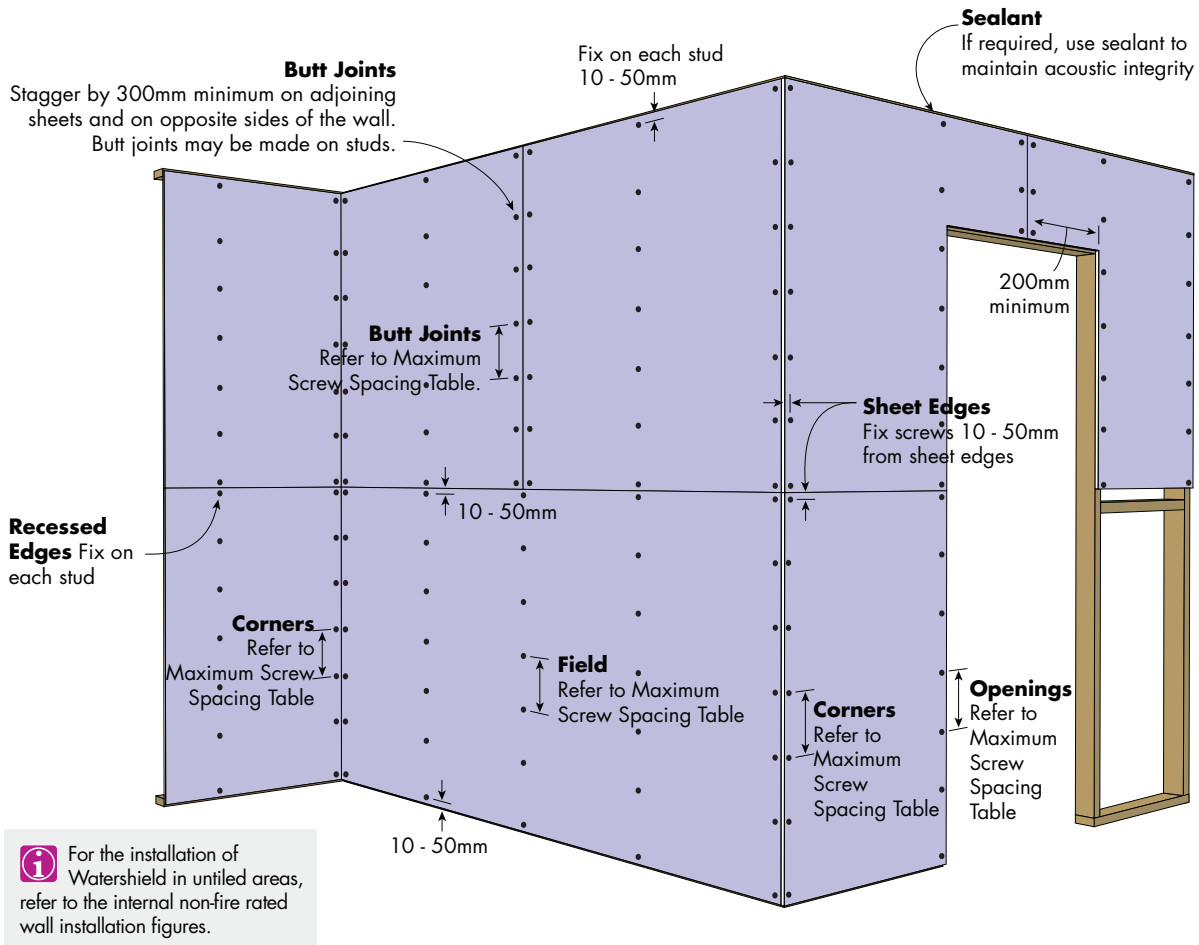 Sealant
If required, use sealant to
maintain acoustic integrity
Fix on each stud
10 - 50mm
Butt Joints
Stagger by 300mm minimum on adjoining
sheets and on opposite sides of the wall.
Butt joints may be made on studs.
200mm
minimum
Butt Joints
Refer to Maximum
Screw Spacing Table.
Sheet Edges
Fix screws 10 - 50mm
from sheet edges
10 - 50mm
Recessed
Edges Fix on
each stud
Corners
Refer to
Maximum Screw
Spacing Table
Field
Refer to Maximum
Screw Spacing Table
Corners
Refer to
Maximum
Screw
Spacing Table
Openings
Refer to
Maximum
Screw
Spacing
Table
10 - 50mm
i
For the installation of
Watershield in untiled areas,
refer to the internal non-fire rated
wall installation figures.